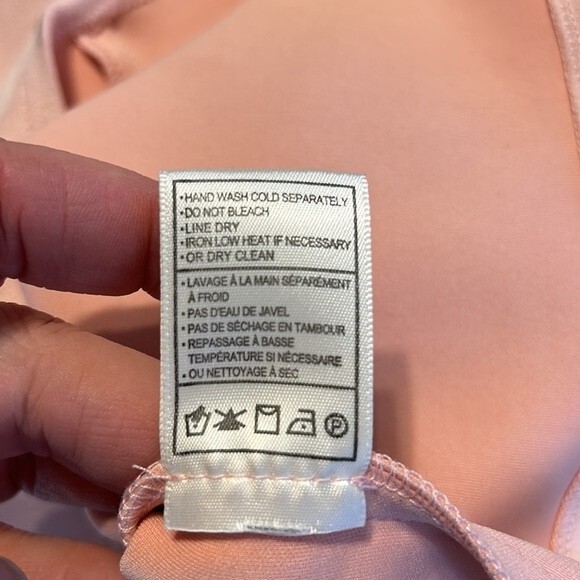 •HAND WASH COLD SEPARATELY
•DO NOT BLEACH
•LINE DRY
•IRON LOW HEAT IF NECESSARY
•OR DRY CLEAN
•LAVAGE À LA MAIN SÉPARÉMENT
À FROID
•PAS D'EAU DE JAVEL
•PAS DE SÉCHAGE EN TAMBOUR
•REPASSAGE À BASSE
TEMPÉRATURE SI NÉCESSAIRE
•OU NETTOYAGE À SEC
P